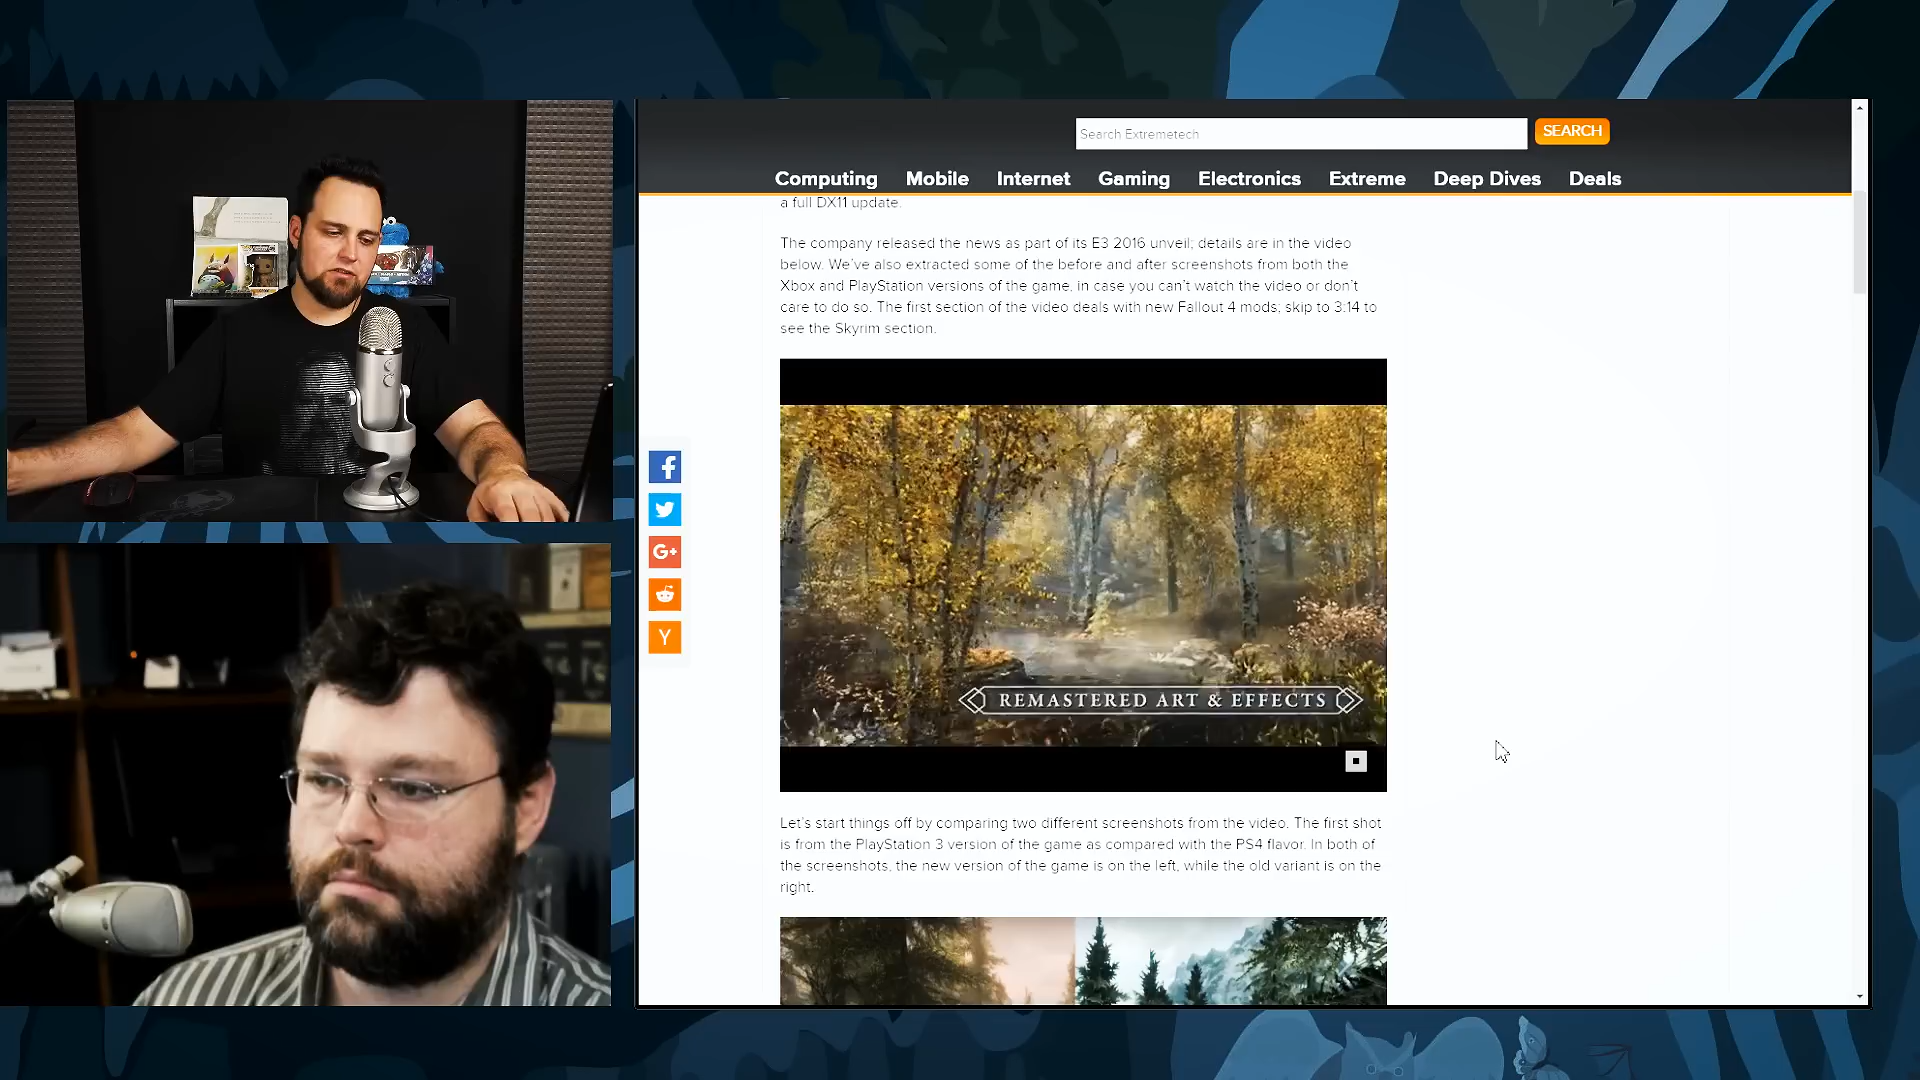 Search Extremetech
SEARCH
Computing Mobile Internet Gaming Electronics Extreme Deep Dives Deals
a full DX11 update.
The company released the news as part of its E3 2016 unveil; details are in the video
below. We've also extracted some of the before and after screenshots from both the
Xbox and PlayStation versions of the game, in case you can't watch the video or don't
care to do so. The first section of the video deals with new Fallout 4 mods; skip to 3:14 to
see the Skyrim section.
REMASTERED ART & EFFECTS
Let's start things off by comparing two different screenshots from the video. The first shot
is from the PlayStation 3 version of the game as compared with the PS4 flavor. In both of
the screenshots, the new version of the game is on the left, while the old variant is on the
right.